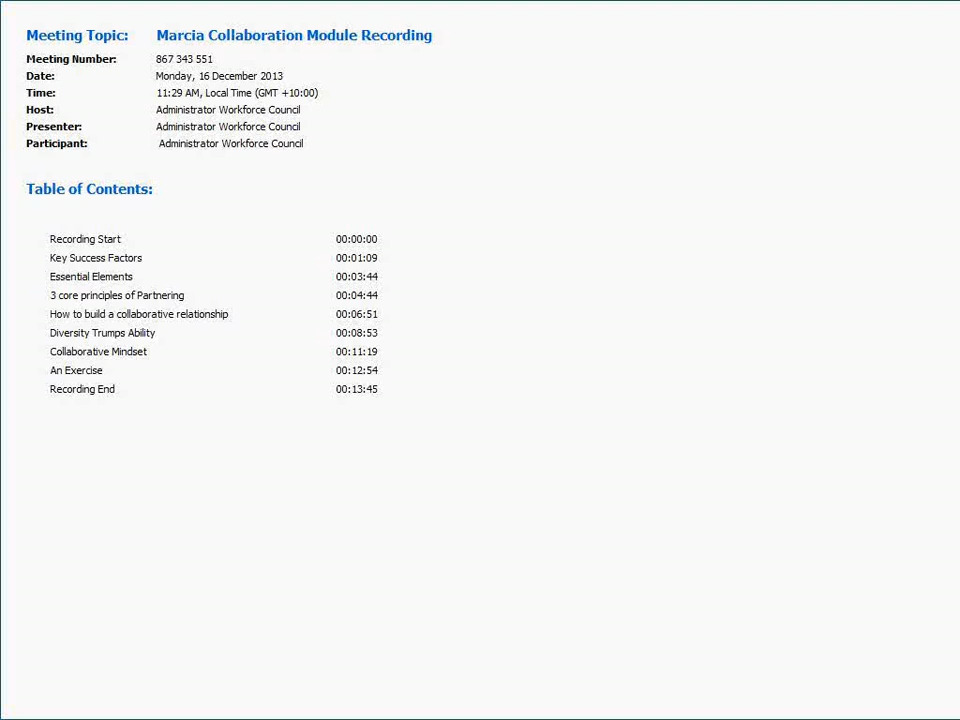 Meeting Topic: Marcia Collaboration Module Recording
Meeting Number: 867 343 551
Date: Monday, 16 December 2013
Time: 11:29 AM, Local Time (GMT +10:00)
Host: Administrator Workforce Council
Presenter: Administrator Workforce Council
Participant: Administrator Workforce Council
Table of Contents:
Recording Start 00:00:00
Key Success Factors 00:01:09
Essential Elements 00:03:44
3 core principles of Partnering 00:04:44
How to build a collaborative relationship 00:06:51
Diversity Trumps Ability 00:08:53
Collaborative Mindset 00:11:19
An Exercise 00:12:54
Recording End 00:13:45